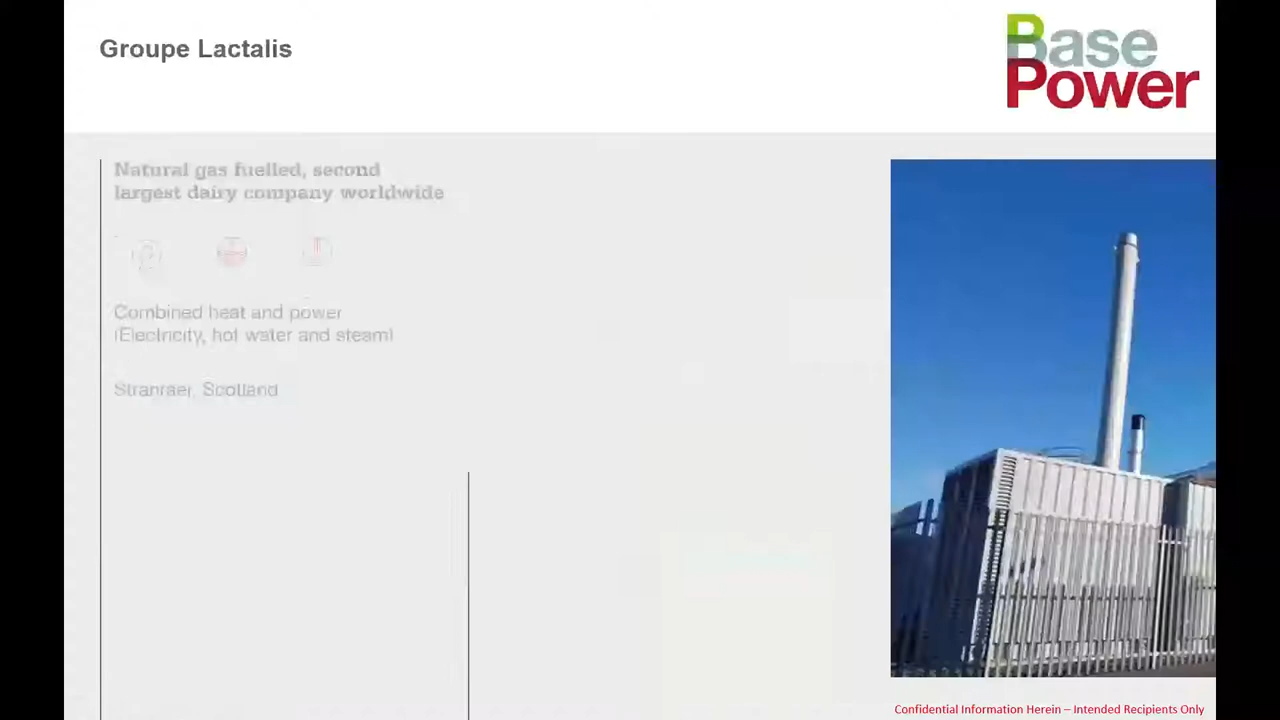 Groupe Lactalis
Base
Power
Natural gas fuelled, second
largest dairy company worldwide
Combined heat and power
(Electricity, hot water and steam)
Stranraer, Scotland
Confidential Information Herein – Intended Recipients Only